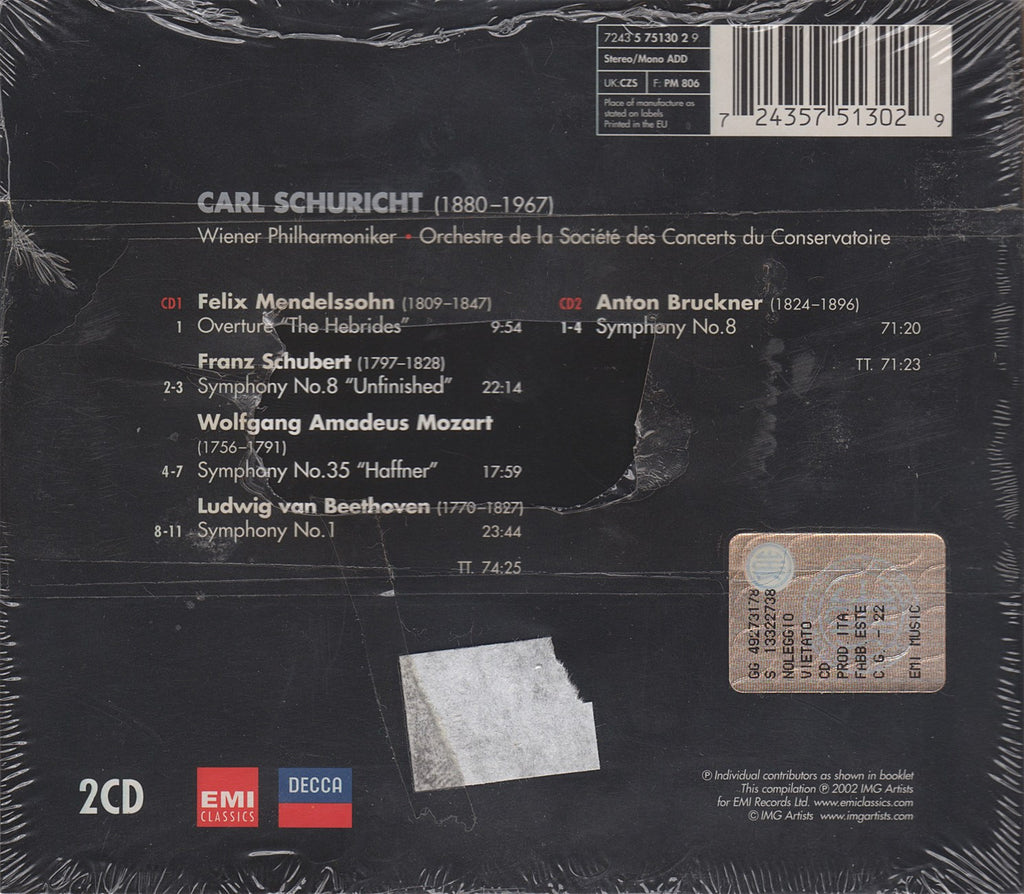 7243 5 75130 2 9
Stereo/Mono ADD
UK:CZS F: PM 806
Place of manufacture as
stated on labels
Printed in the EU
7 24357 51302 9
CARL SCHURICHT (1880–1967)
Wiener Philharmoniker • Orchestre de la Société des Concerts du Conservatoire
CD1 Felix Mendelssohn (1809–1847)
1 Overture “The Hebrides” 9:54
Franz Schubert (1797–1828)
2-3 Symphony No.8 “Unfinished” 22:14
Wolfgang Amadeus Mozart
(1756–1791)
4-7 Symphony No.35 “Haffner” 17:59
Ludwig van Beethoven (1770–1827)
8-11 Symphony No.1 23:44
TT. 74:25
CD2 Anton Bruckner (1824–1896)
1-4 Symphony No.8 71:20
TT. 71:23
GG 49273178
S 13322738
NOLEGGIO
VIETATO
CD
PROD.ITA.
FABB.ESTE
C.G. - 22
EMI MUSIC
2CD
EMI
CLASSICS
DECCA
℗ Individual contributors as shown in booklet
This compilation ℗ 2002 IMG Artists
for EMI Records Ltd. www.emiclassics.com
© IMG Artists www.imgartists.com